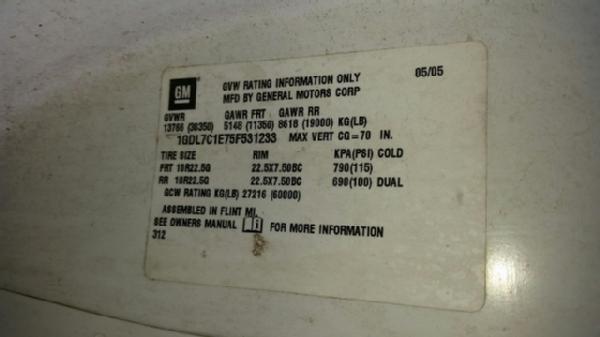 GM
GVW RATING INFORMATION ONLY 05/05
MFD BY GENERAL MOTORS CORP
GVWR GAWR FRT GAWR RR
13766 (30350) 5148 (11350) 8618 (19000) KG(LB)
1GDL7C1E75F531233 MAX VERT CG=70 IN.
TIRE SIZE RIM KPA(PSI) COLD
FRT 10R22.5G 22.5X7.50BC 790(115)
RR 10R22.5G 22.5X7.50BC 690(100) DUAL
GCW RATING KG(LB) 27216 (60000)
ASSEMBLED IN FLINT MI.
SEE OWNERS MANUAL i FOR MORE INFORMATION
312